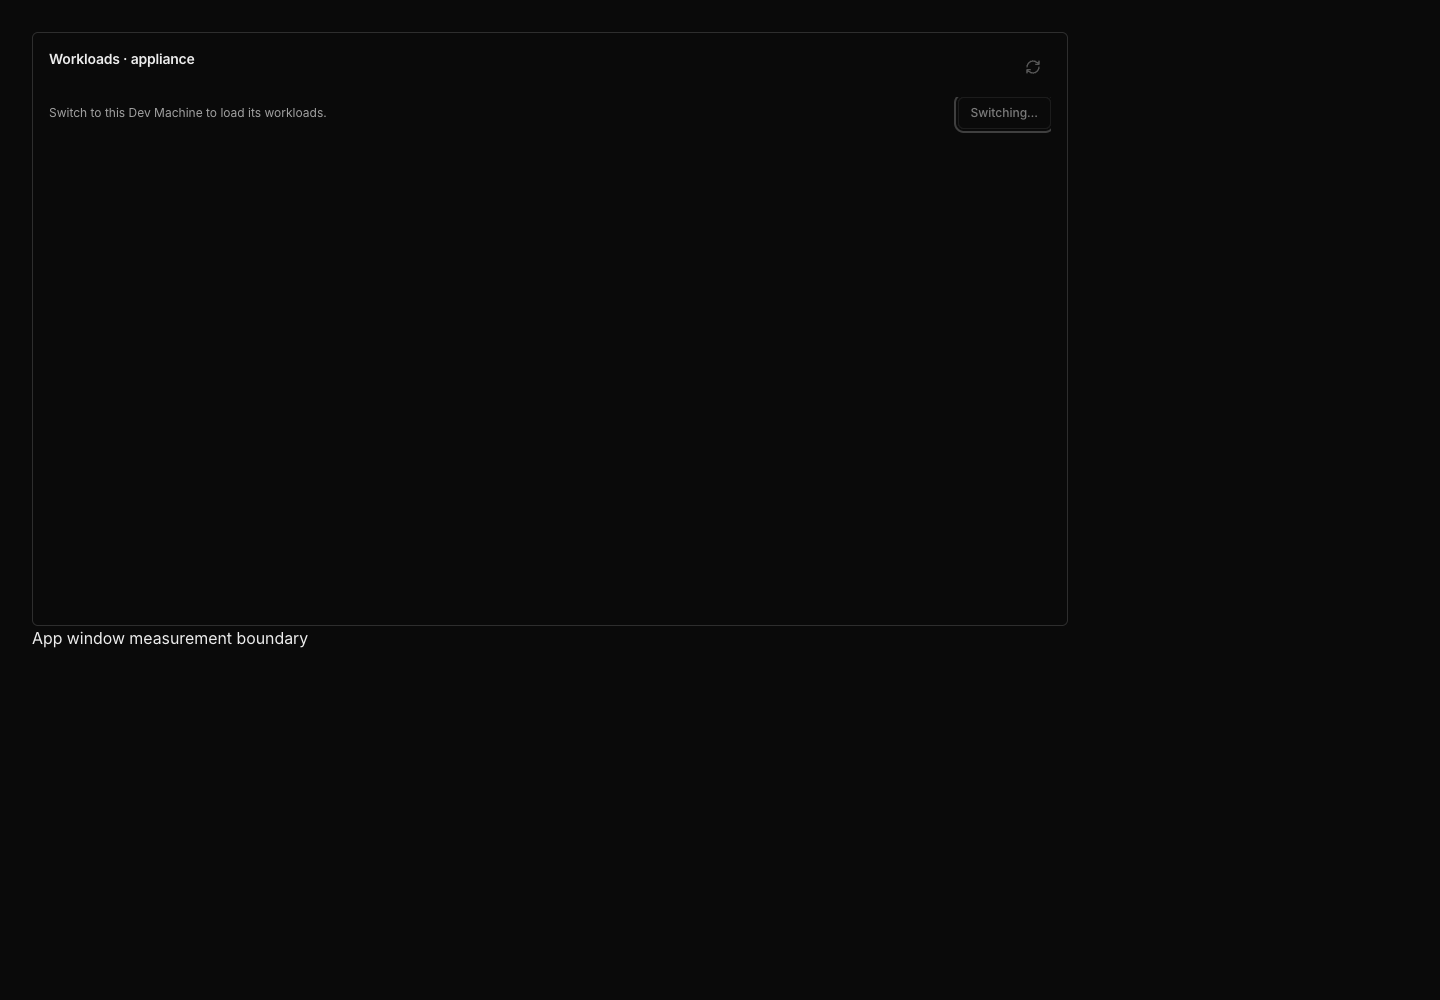 Workloads · appliance
Switch to this Dev Machine to load its workloads.
Switching...
App window measurement boundary